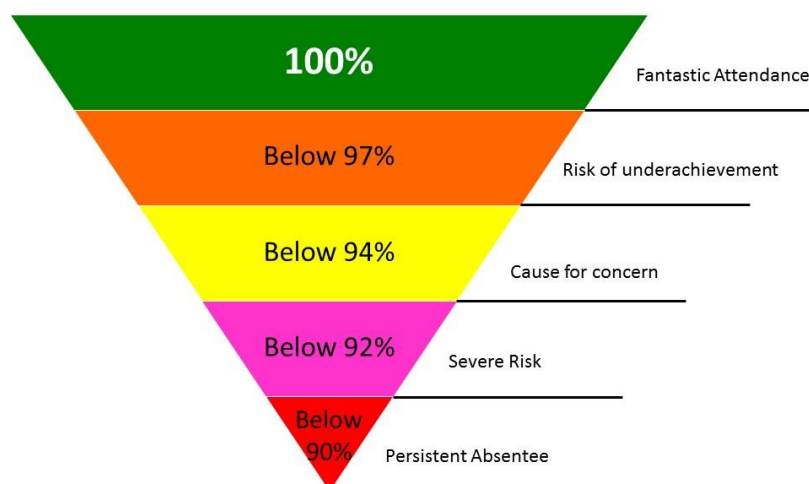 100%
Fantastic Attendance
Below 97%
Risk of underachievement
Below 94%
Cause for concern
Below 92%
Severe Risk
Below
90%
Persistent Absentee